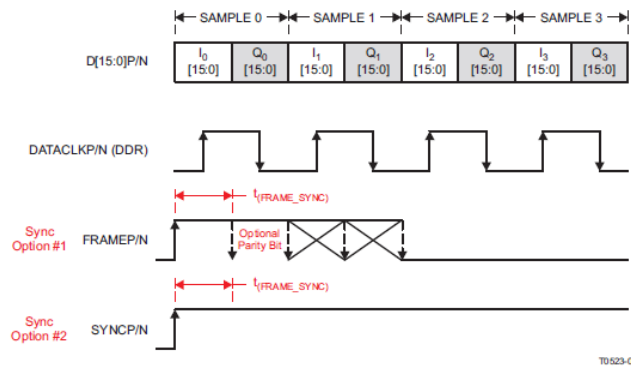 SAMPLE 0 SAMPLE 1 SAMPLE 2 SAMPLE 3
D[15:0]P/N
I0 [15:0]
Q0 [15:0]
I1 [15:0]
Q1 [15:0]
I2 [15:0]
Q2 [15:0]
I3 [15:0]
Q3 [15:0]
DATACLKP/N (DDR)
t(FRAME_SYNC)
Sync
Option #1
FRAMEP/N
Optional
Parity Bit
t(FRAME_SYNC)
Sync
Option #2
SYNCP/N